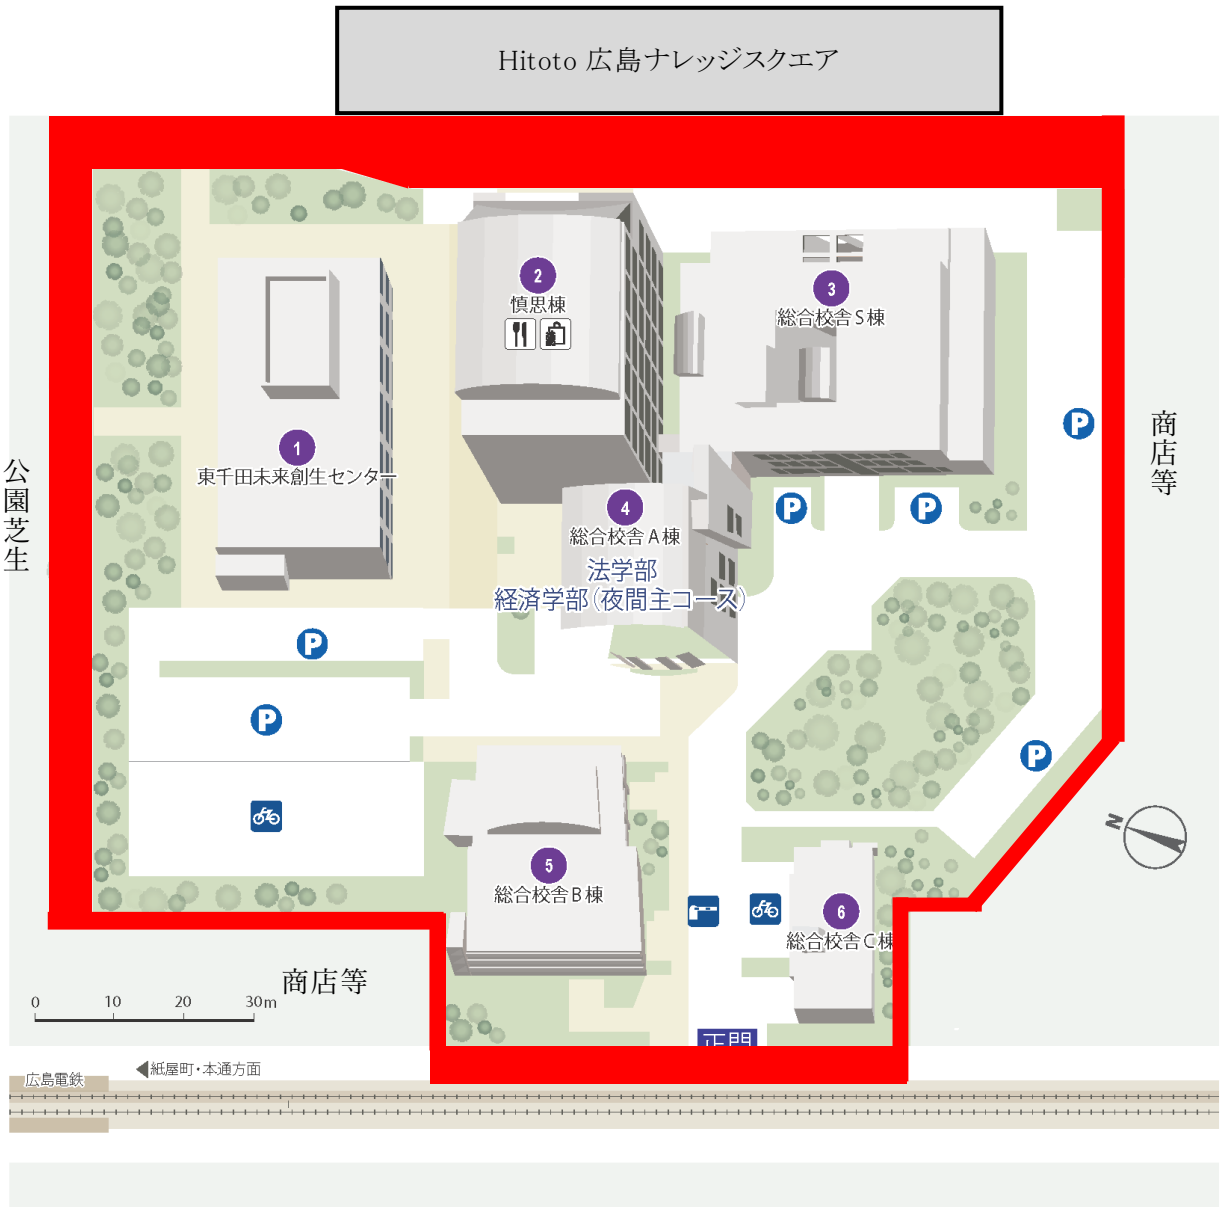 Hitoto 広島ナレッジスクエア
2
慎思棟
3
総合校舎S棟
1
東千田未来創生センター
P
商店等
公園芝生
4
総合校舎A棟
P
P
法学部
経済学部(夜間主コース)
P
P
P
N
5
総合校舎B棟
6
総合校舎C棟
商店等
0 10 20 30m
正門
◀紙屋町・本通方面
広島電鉄